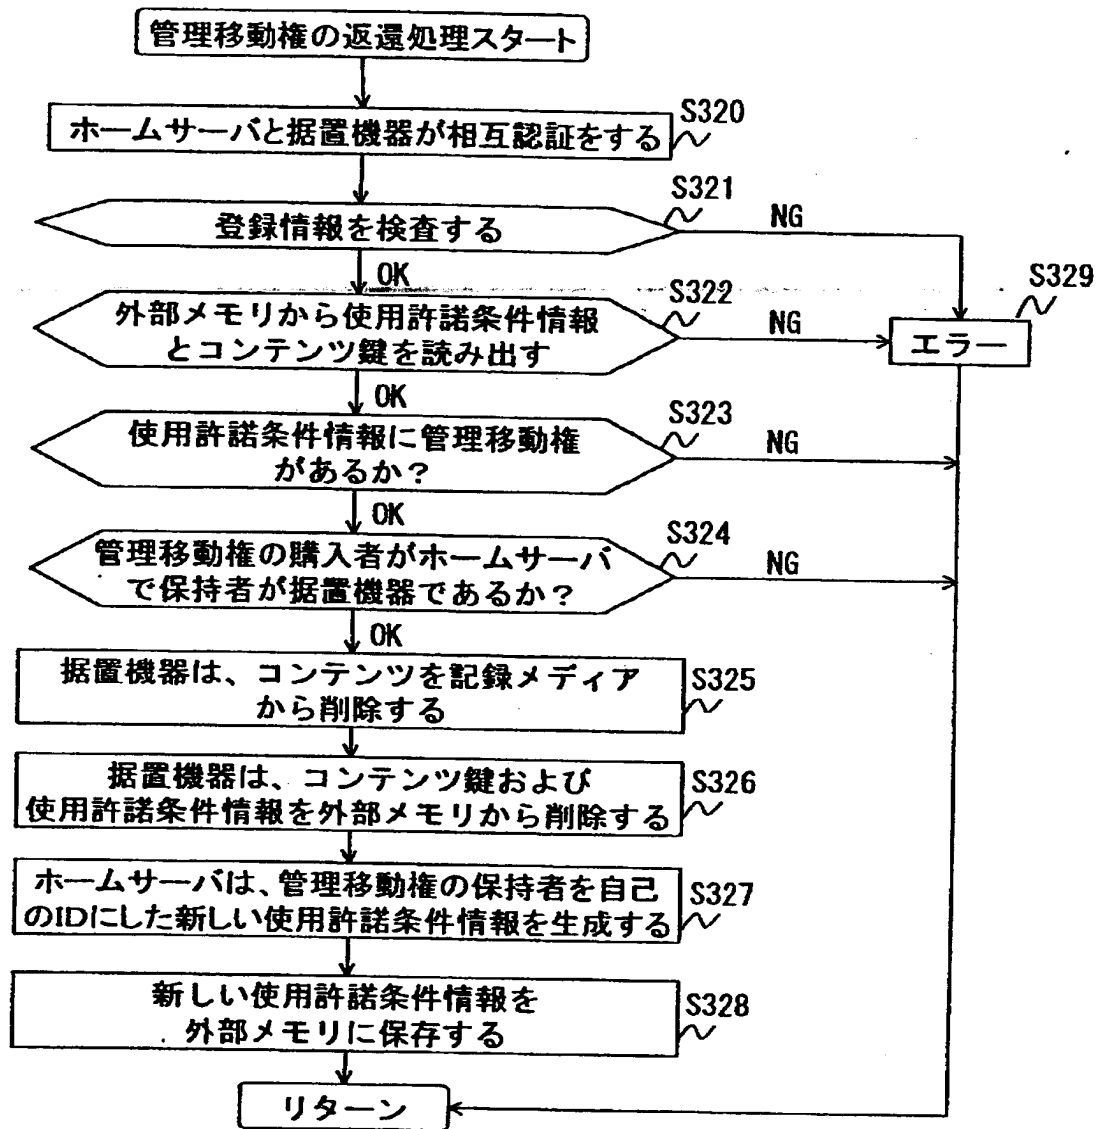 管理移動権の返還処理スタート
S320
ホームサーバと据置機器が相互認証をする
S321
登録情報を検査する
NG
OK
S322
外部メモリから使用許諾条件情報
とコンテンツ鍵を読み出す
NG
S329
エラー
OK
S323
使用許諾条件情報に管理移動権
があるか?
NG
OK
S324
管理移動権の購入者がホームサーバ
で保持者が据置機器であるか?
NG
OK
据置機器は、コンテンツを記録メディア
から削除する
S325
据置機器は、コンテンツ鍵および
使用許諾条件情報を外部メモリから削除する
S326
ホームサーバは、管理移動権の保持者を自己
のIDにした新しい使用許諾条件情報を生成する
S327
新しい使用許諾条件情報を
外部メモリに保存する
S328
リターン